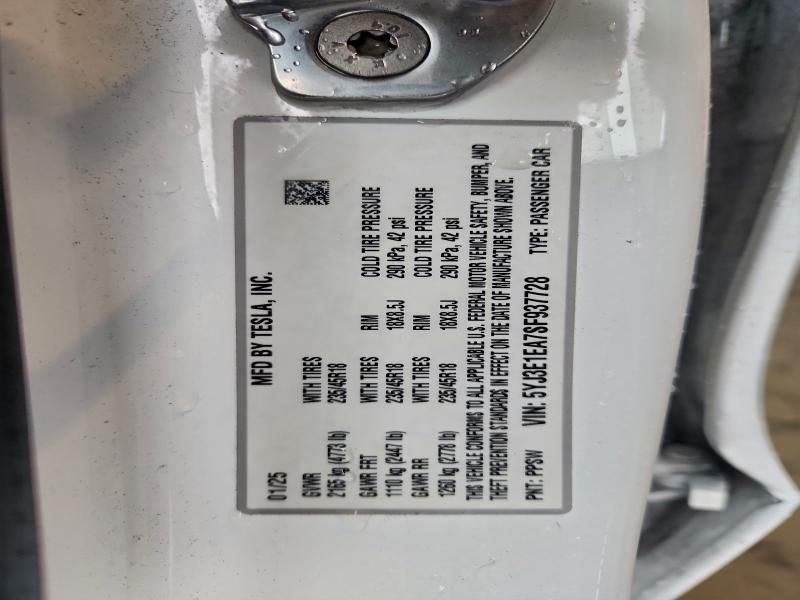 MFD BY TESLA, INC.
01/25
GVWR WITH TIRES
2165 kg (4773 lb) 235/45R18
GAWR FRT WITH TIRES RIM COLD TIRE PRESSURE
1110 kg (2447 lb) 235/45R18 18X8.5J 290 kPa, 42 psi
GAWR RR WITH TIRES RIM COLD TIRE PRESSURE
1260 kg (2778 lb) 235/45R18 18X8.5J 290 kPa, 42 psi
THIS VEHICLE CONFORMS TO ALL APPLICABLE U.S. FEDERAL MOTOR VEHICLE SAFETY, BUMPER, AND
THEFT PREVENTION STANDARDS IN EFFECT ON THE DATE OF MANUFACTURE SHOWN ABOVE.
PNT: PPSW VIN: 5YJ3E1EA7SF937728 TYPE: PASSENGER CAR